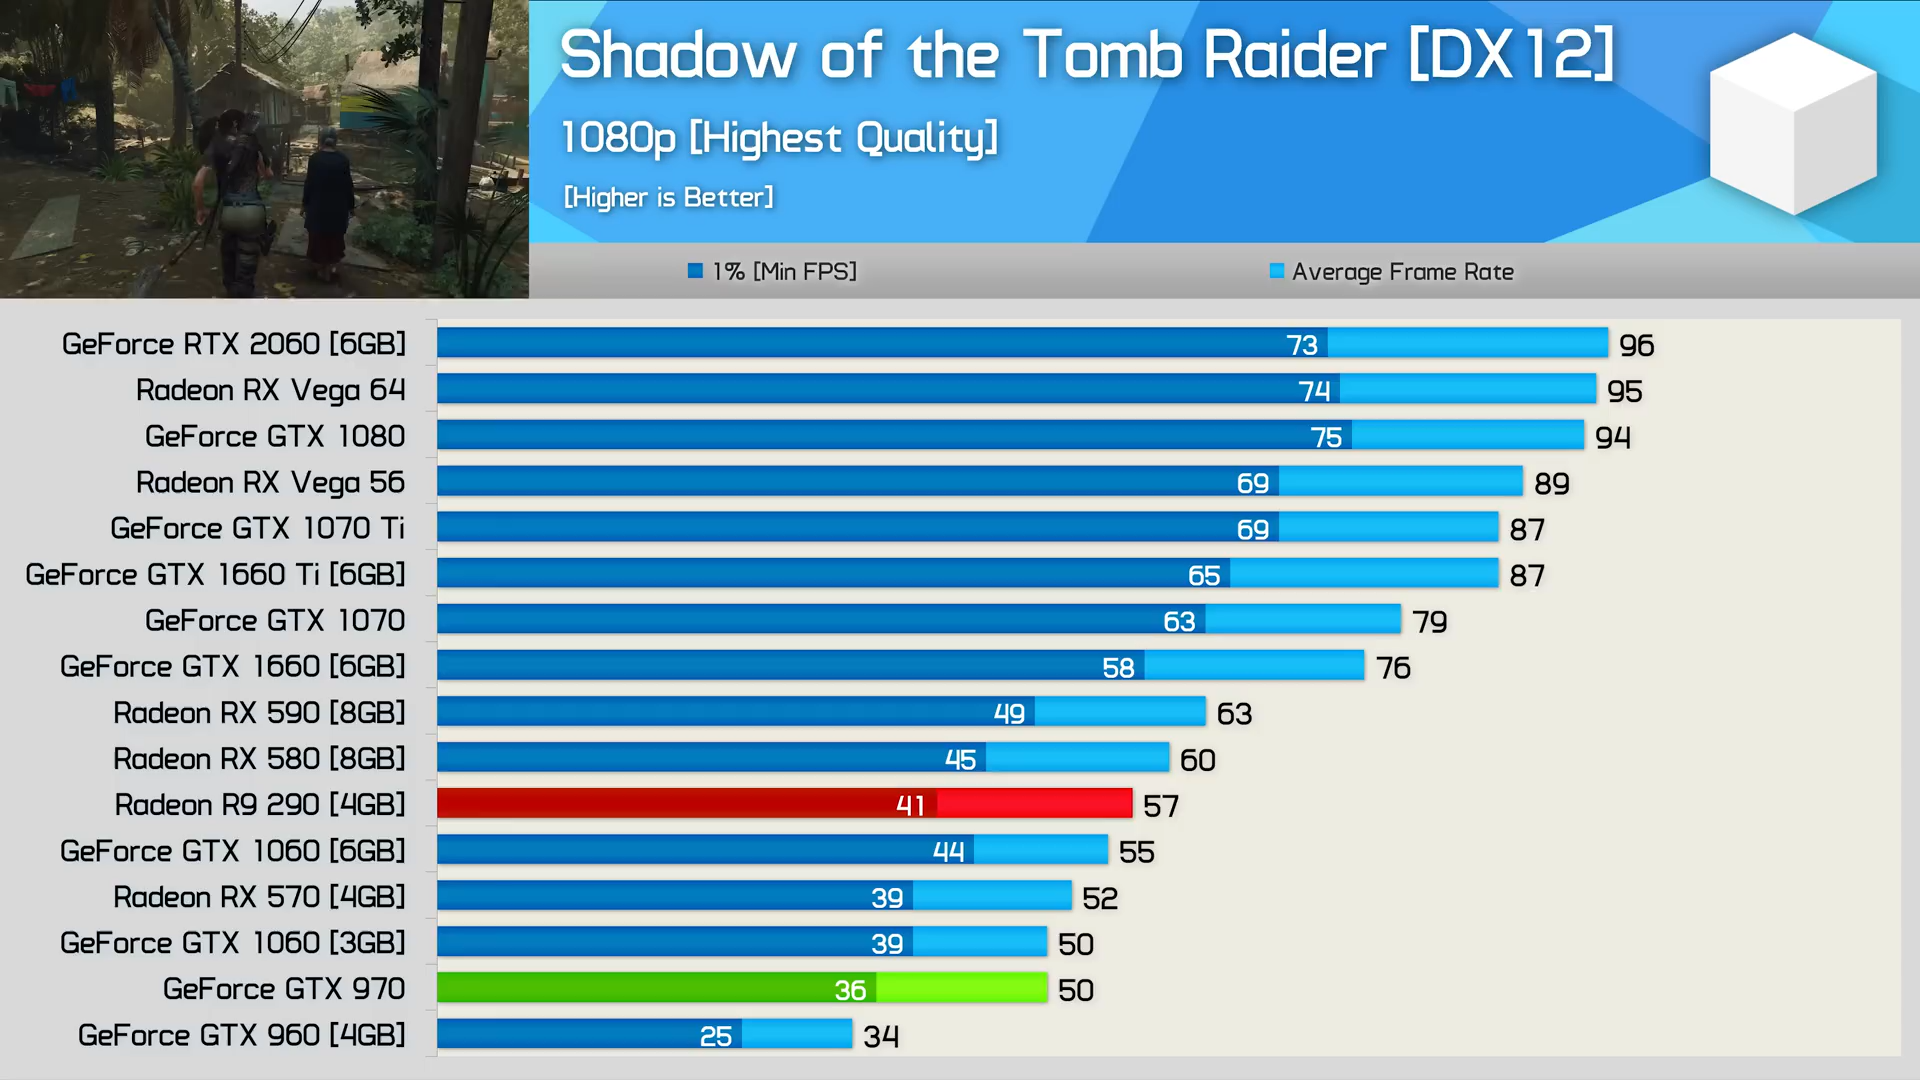 Shadow of the Tomb Raider [DX12]
1080p [Highest Quality]
[Higher is Better]
1% [Min FPS] Average Frame Rate
GeForce RTX 2060 [6GB] 73 96
Radeon RX Vega 64 74 95
GeForce GTX 1080 75 94
Radeon RX Vega 56 69 89
GeForce GTX 1070 Ti 69 87
GeForce GTX 1660 Ti [6GB] 65 87
GeForce GTX 1070 63 79
GeForce GTX 1660 [6GB] 58 76
Radeon RX 590 [8GB] 49 63
Radeon RX 580 [8GB] 45 60
Radeon R9 290 [4GB] 41 57
GeForce GTX 1060 [6GB] 44 55
Radeon RX 570 [4GB] 39 52
GeForce GTX 1060 [3GB] 39 50
GeForce GTX 970 36 50
GeForce GTX 960 [4GB] 25 34